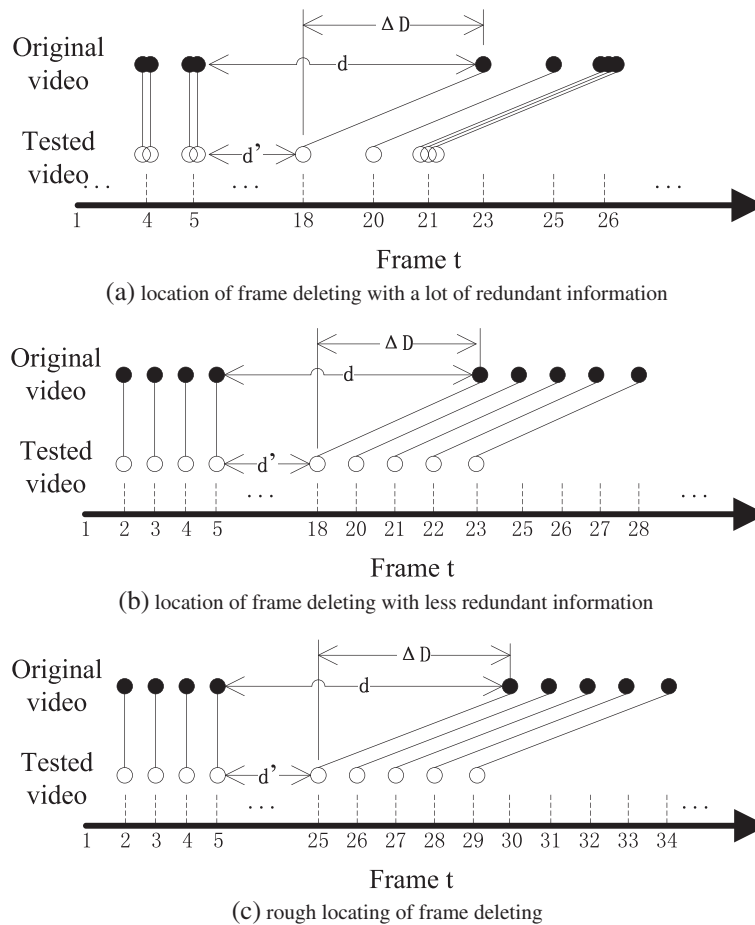 Δ D
Original video
d
Tested video
d’
... ... ...
1 4 5 18 20 21 23 25 26
Frame t
(a) location of frame deleting with a lot of redundant information
Δ D
Original video
d
Tested video
d’
... ...
1 2 3 4 5 18 20 21 22 23 25 26 27 28
Frame t
(b) location of frame deleting with less redundant information
Δ D
Original video
d
Tested video
d’
... ...
1 2 3 4 5 25 26 27 28 29 30 31 32 33 34
Frame t
(c) rough locating of frame deleting